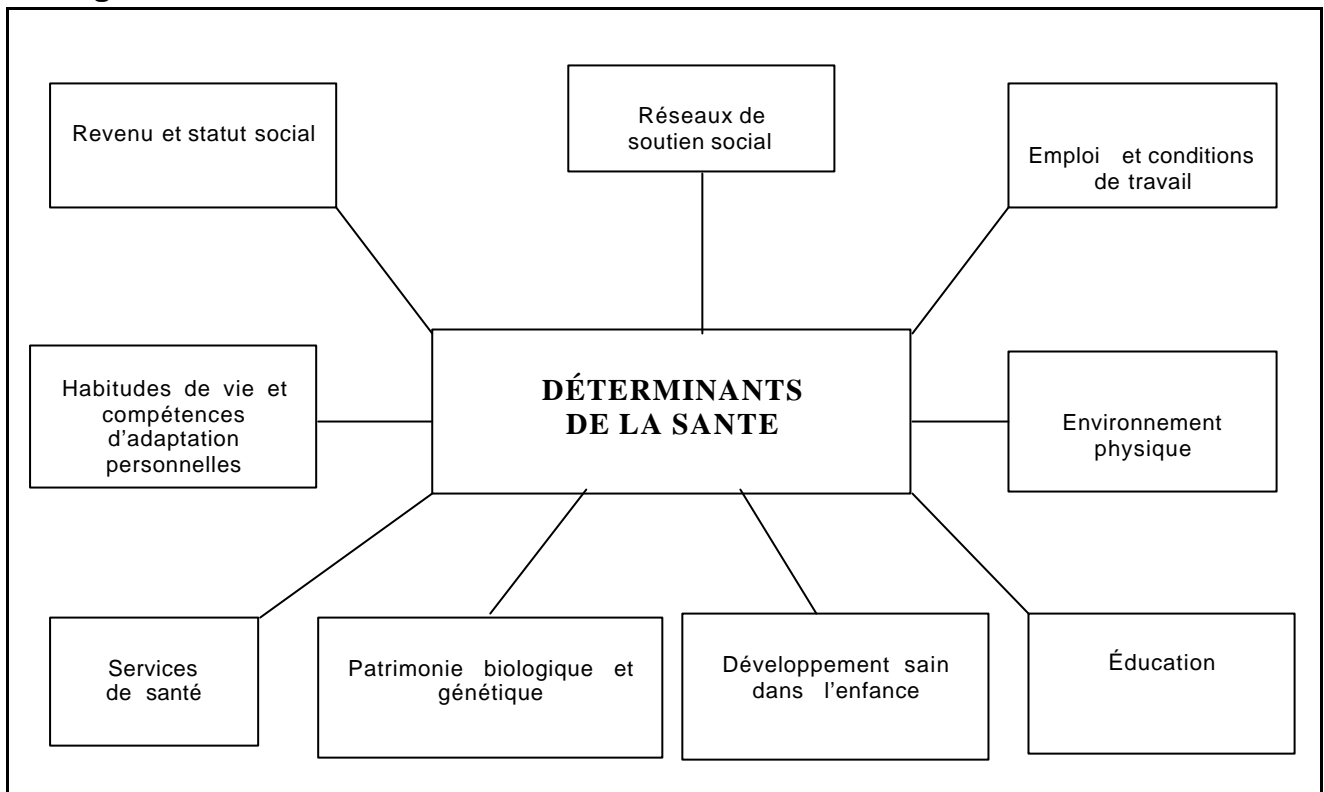 Revenu et statut social
Réseaux de
soutien social
Emploi et conditions
de travail
Habitudes de vie et
compétences
d'adaptation
personnelles
DÉTERMINANTS
DE LA SANTE
Environnement
physique
Services
de santé
Patrimonie biologique et
génétique
Développement sain
dans l'enfance
Éducation